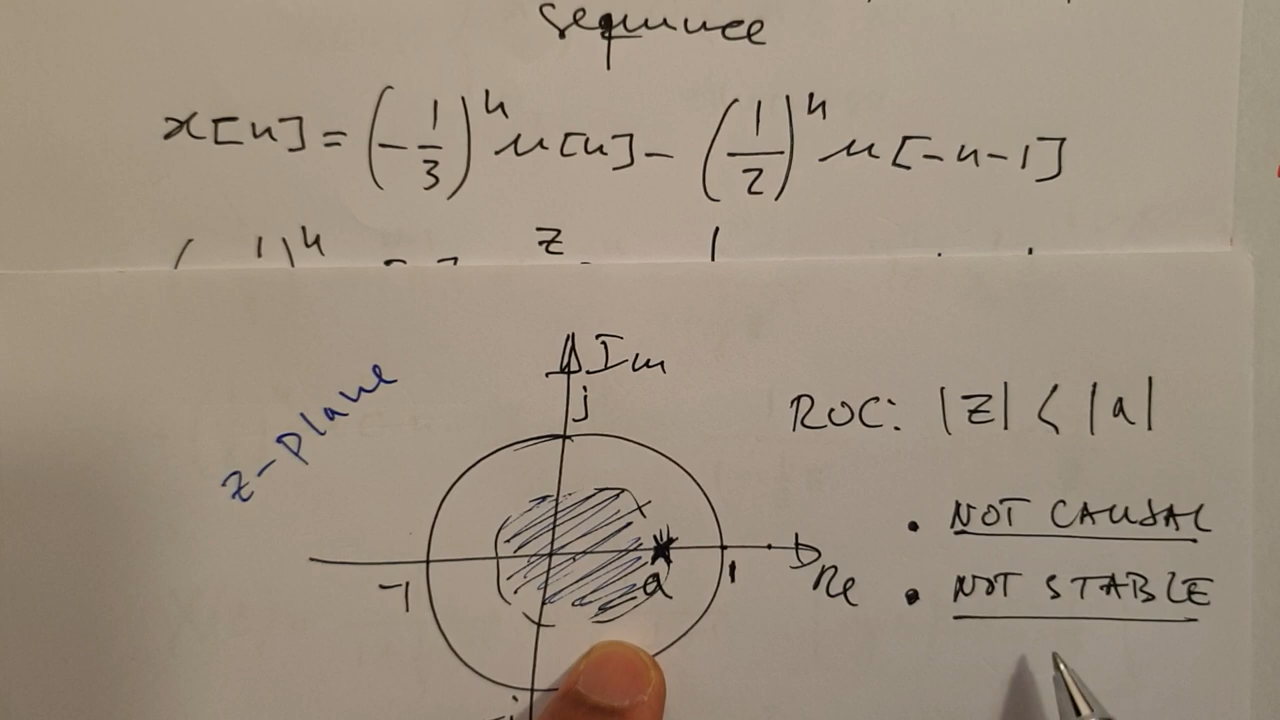 sequence
x[n] = (-1/3)^n u[n] - (1/2)^n u[-n-1]
z
z-plane
Im
j
ROC: |z| < |a|
• NOT CAUSAL
-1
a
1
Re
• NOT STABLE